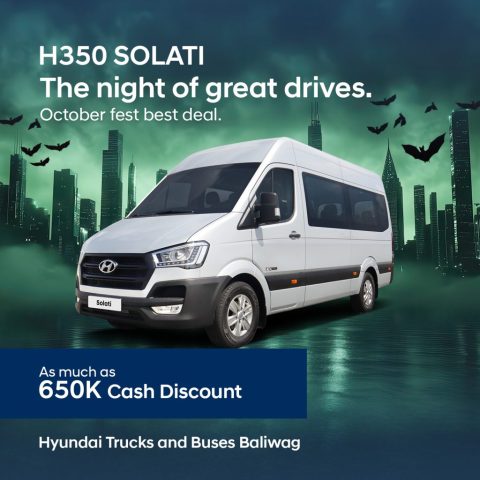 H350 SOLATI
The night of great drives.
October fest best deal.
Solati
As much as
650K Cash Discount
Hyundai Trucks and Buses Baliwag